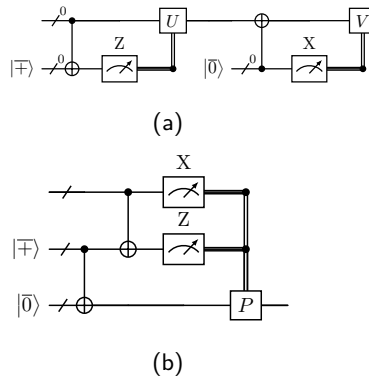 0 U V
Z X
|+̅⟩ 0 |0̅⟩ 0
(a)
X
Z
|+̅⟩
|0̅⟩ P
(b)